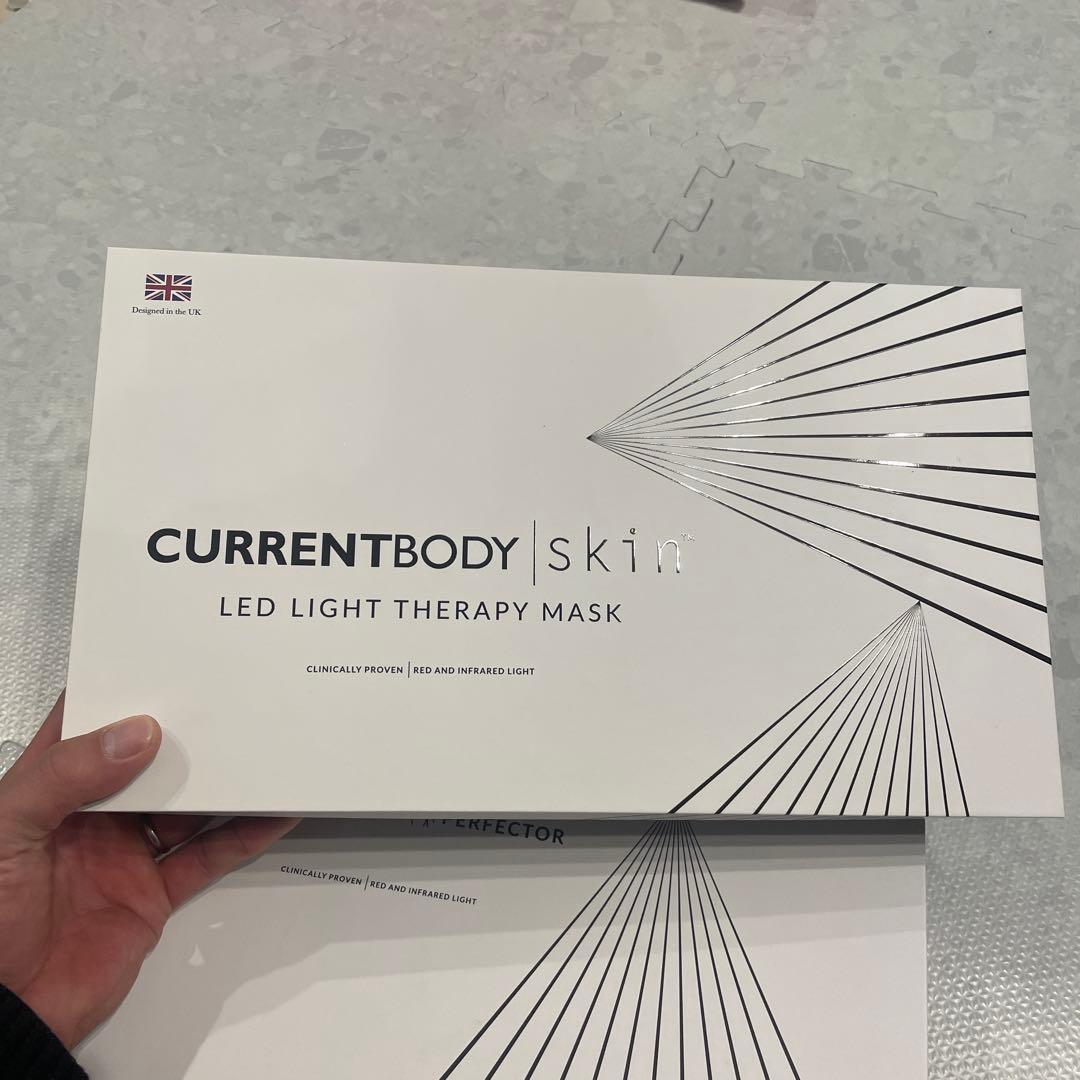 Designed in the UK
CURRENTBODY | skin™
LED LIGHT THERAPY MASK
CLINICALLY PROVEN | RED AND INFRARED LIGHT
PERFECTOR
CLINICALLY PROVEN | RED AND INFRARED LIGHT